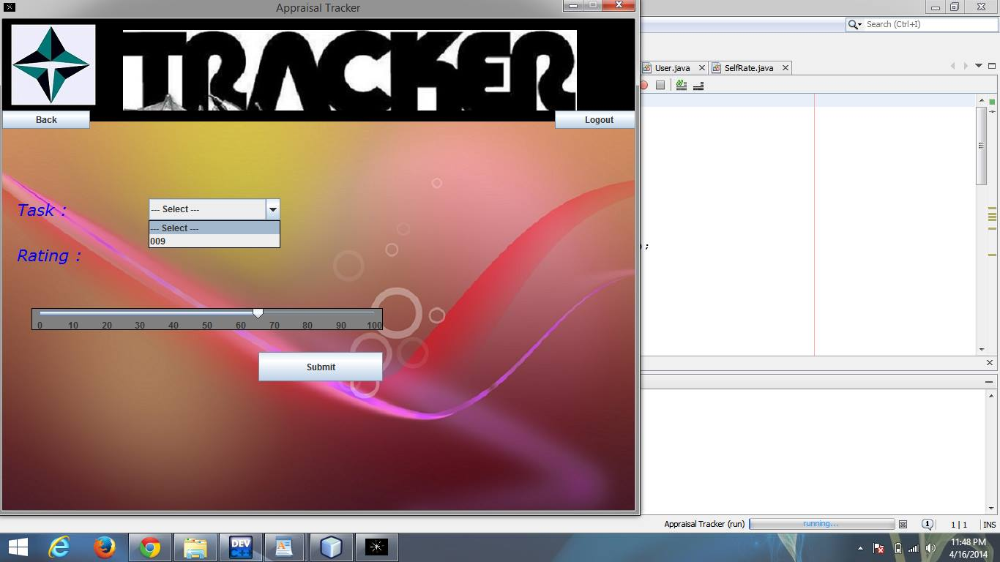 Appraisal Tracker
TRACKER
Back
Logout
Task :
--- Select ---
--- Select ---
009
Rating :
0 10 20 30 40 50 60 70 80 90 100
Submit
Search (Ctrl+I)
User.java
SelfRate.java
);
Appraisal Tracker (run)
running...
1
1 | 1
INS
DEV
C++
11:48 PM
4/16/2014